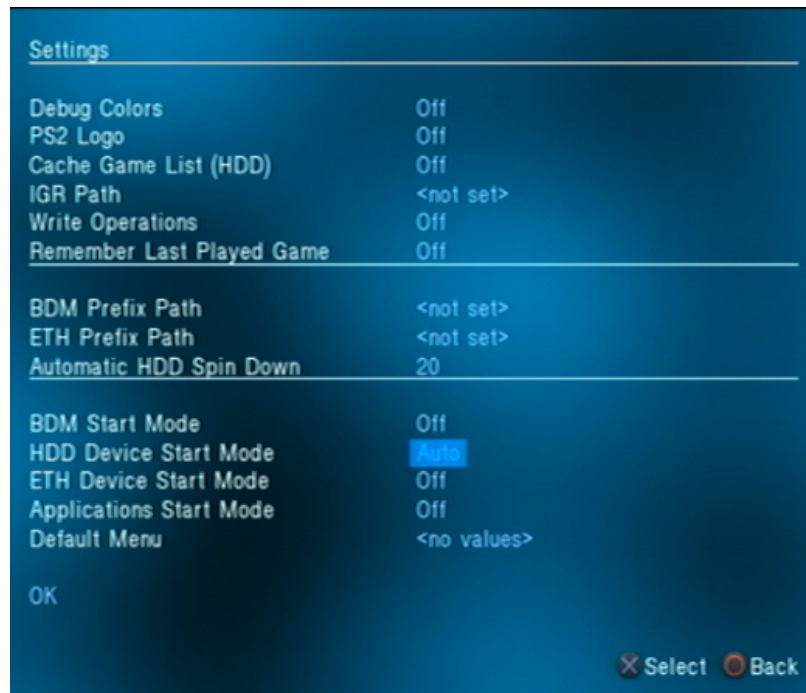 Settings
Debug Colors Off
PS2 Logo Off
Cache Game List (HDD) Off
IGR Path <not set>
Write Operations Off
Remember Last Played Game Off
BDM Prefix Path <not set>
ETH Prefix Path <not set>
Automatic HDD Spin Down 20
BDM Start Mode Off
HDD Device Start Mode Auto
ETH Device Start Mode Off
Applications Start Mode Off
Default Menu <no values>
OK
Select Back